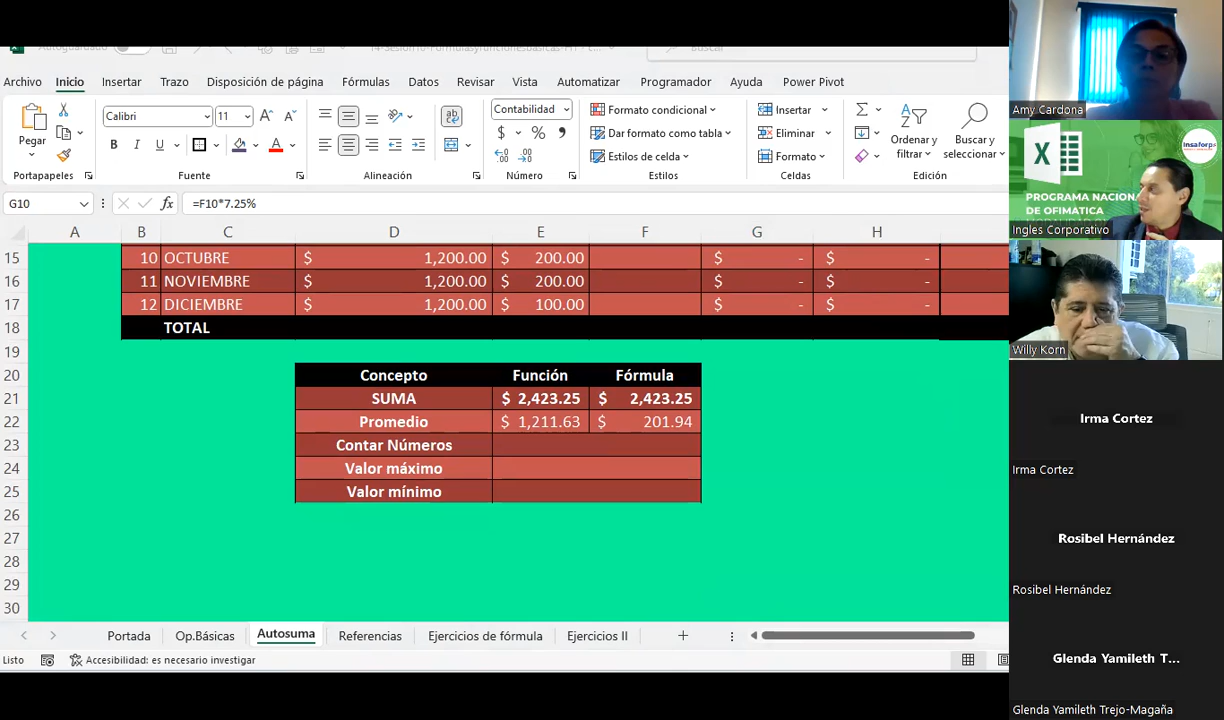 Autoguardado
Buscar
Archivo Inicio Insertar Trazo Disposición de página Fórmulas Datos Revisar Vista Automatizar Programador Ayuda Power Pivot
Pegar
Calibri 11
N K S
Contabilidad
$ % ,
Formato condicional
Dar formato como tabla
Estilos de celda
Insertar
Eliminar
Formato
Ordenar y filtrar
Buscar y seleccionar
Portapapeles Fuente Alineación Número Estilos Celdas Edición
G10 fx =F10*7.25%
A B C D E F G H
15 10 OCTUBRE $ 1,200.00 $ 200.00 $ - $ -
16 11 NOVIEMBRE $ 1,200.00 $ 200.00 $ - $ -
17 12 DICIEMBRE $ 1,200.00 $ 100.00 $ - $ -
18 TOTAL
19
20 Concepto Función Fórmula
21 SUMA $ 2,423.25 $ 2,423.25
22 Promedio $ 1,211.63 $ 201.94
23 Contar Números
24 Valor máximo
25 Valor mínimo
26
27
28
29
30
Portada Op.Básicas Autosuma Referencias Ejercicios de fórmula Ejercicios II
Listo Accesibilidad: es necesario investigar
Amy Cardona
insaforp
PROGRAMA NACIONA
DE OFIMATICA
Ingles Corporativo
Willy Korn
Irma Cortez
Irma Cortez
Rosibel Hernández
Rosibel Hernández
Glenda Yamileth T...
Glenda Yamileth Trejo-Magaña